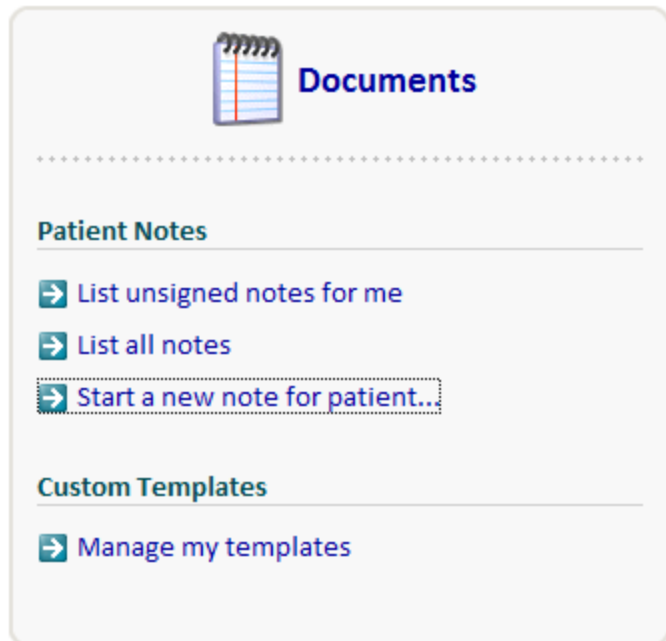 Documents
Patient Notes
List unsigned notes for me
List all notes
Start a new note for patient...
Custom Templates
Manage my templates